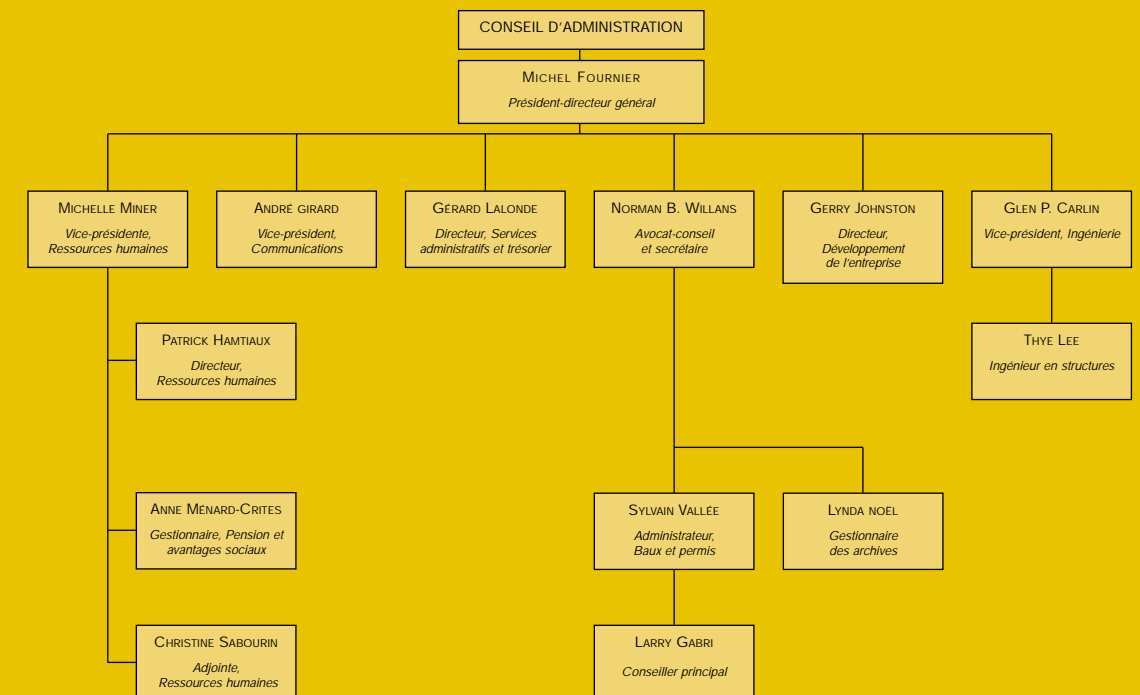 CONSEIL D'ADMINISTRATION
MICHEL FOURNIER
Président-directeur général
MICHELLE MINER
Vice-présidente,
Ressources humaines
ANDRÉ GIRARD
Vice-président,
Communications
GÉRARD LALONDE
Directeur, Services
administratifs et trésorier
NORMAN B. WILLANS
Avocat-conseil
et secrétaire
GERRY JOHNSTON
Directeur,
Développement
de l'entreprise
GLEN P. CARLIN
Vice-président, Ingénierie
PATRICK HAMTIAUX
Directeur,
Ressources humaines
THYE LEE
Ingénieur en structures
ANNE MÉNARD-CRITES
Gestionnaire, Pension et
avantages sociaux
SYLVAIN VALLÉE
Administrateur,
Baux et permis
LYNDA NOËL
Gestionnaire
des archives
CHRISTINE SABOURIN
Adjointe,
Ressources humaines
LARRY GABRI
Conseiller principal